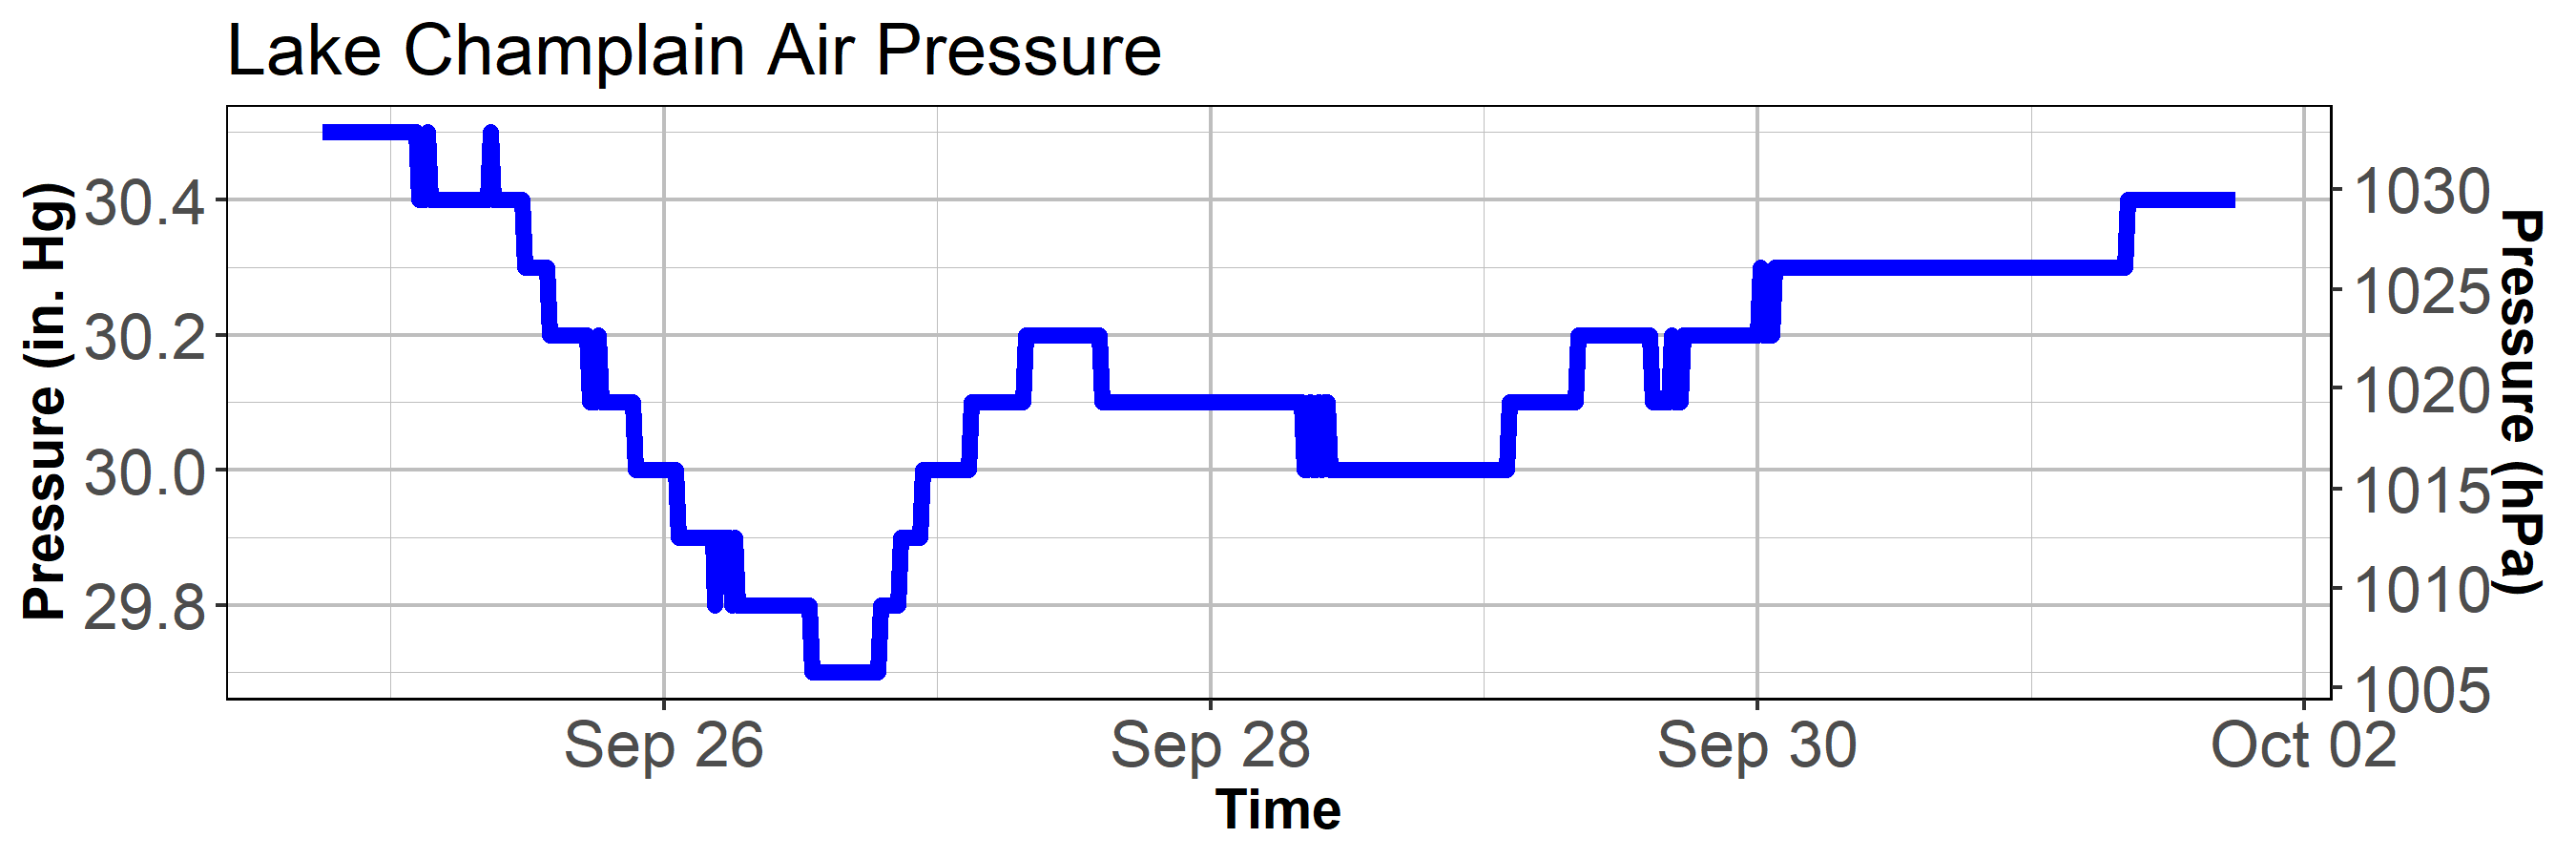 Lake Champlain Air Pressure
Pressure (in. Hg)
30.4
30.2
30.0
29.8
1030
1025
1020
1015
1010
1005
Pressure (hPa)
Sep 26 Sep 28 Sep 30 Oct 02
Time